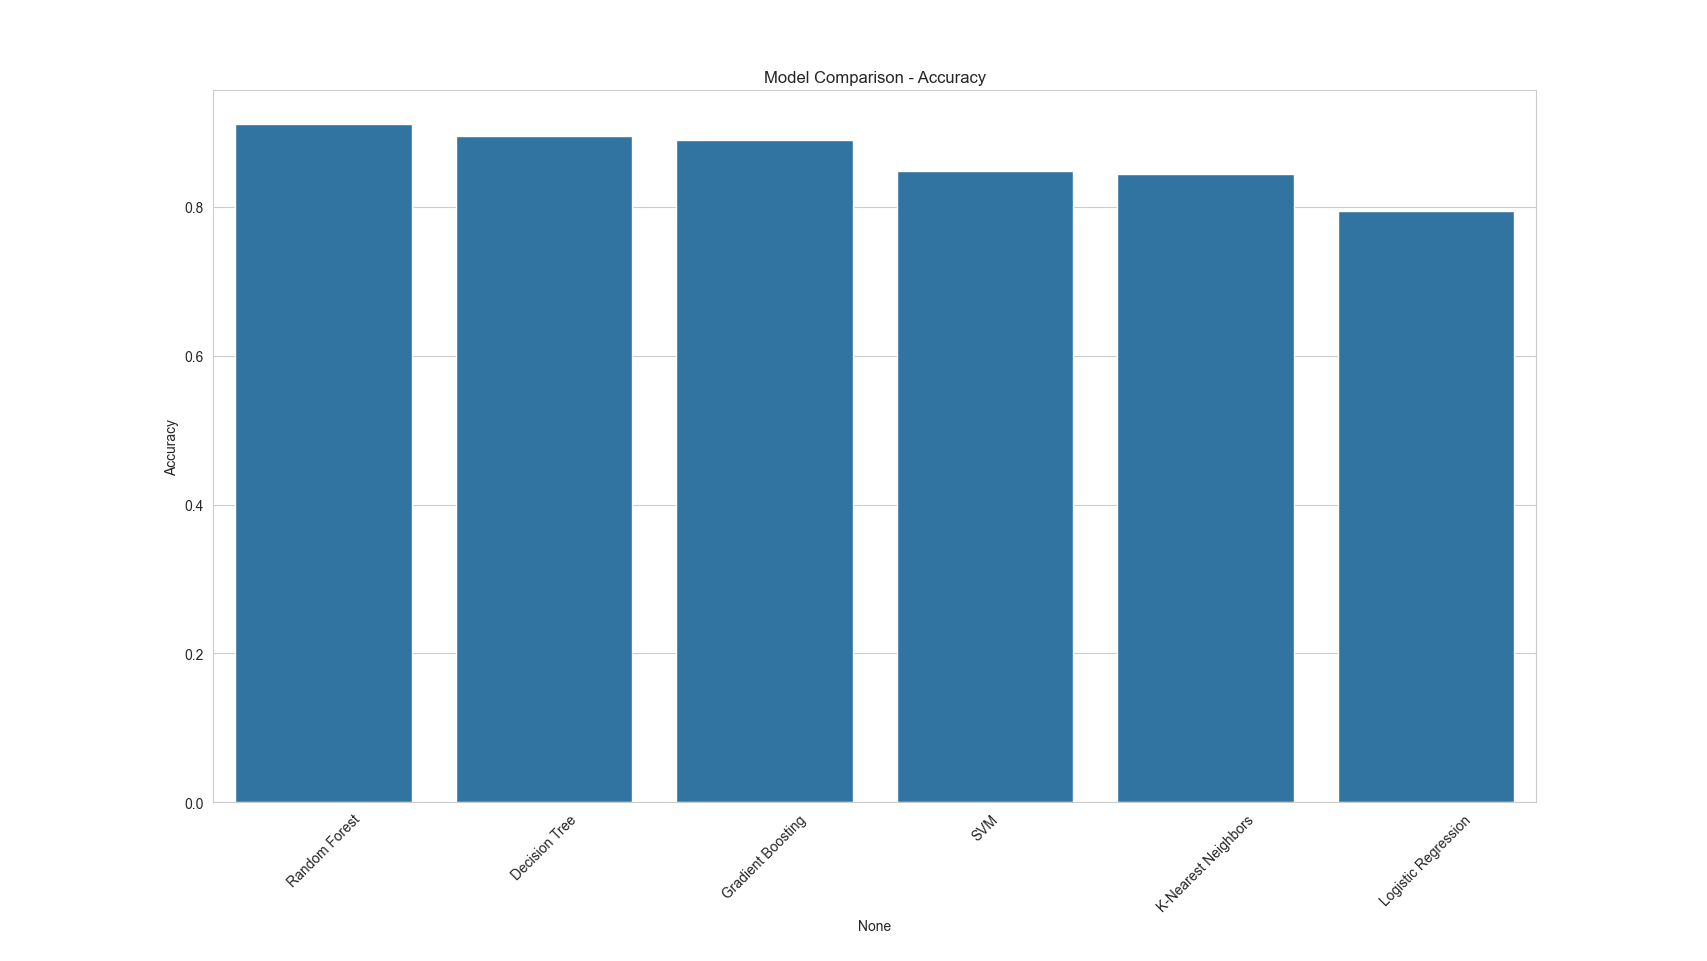 Model Comparison - Accuracy
Accuracy
0.8
0.6
0.4
0.2
0.0
Random Forest
Decision Tree
Gradient Boosting
SVM
K-Nearest Neighbors
Logistic Regression
None